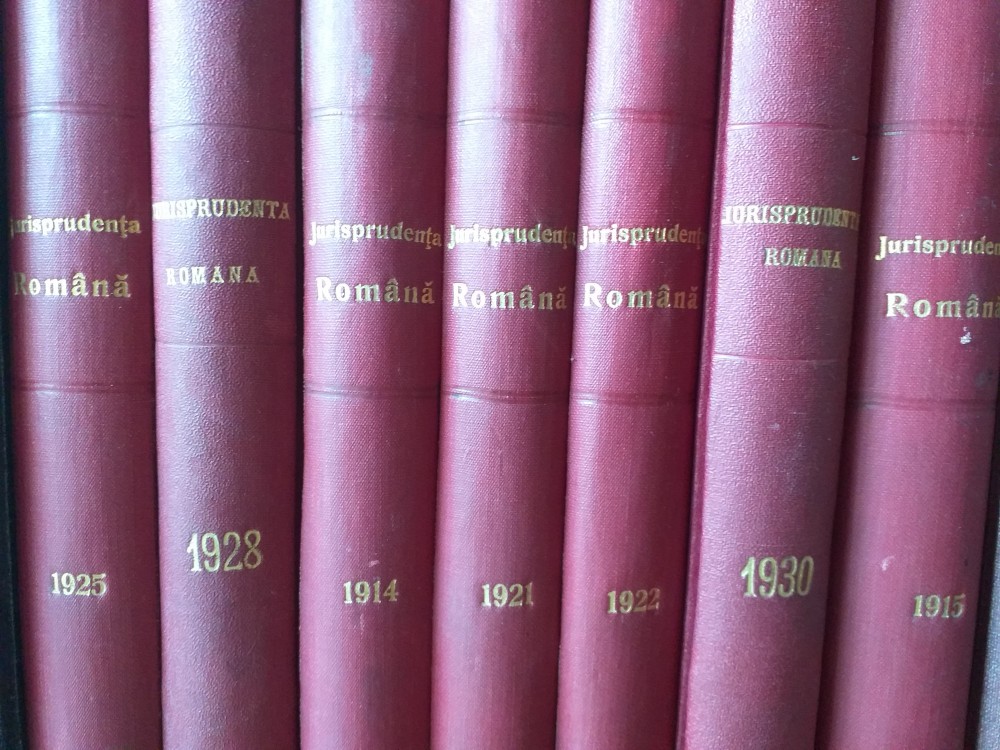 Jurisprudenţa
Română
1925
JURISPRUDENTA
ROMANA
1928
Jurisprudenţa
Română
1914
Jurisprudenţa
Română
1921
Jurisprudenţa
Română
1922
JURISPRUDENTA
ROMANA
1930
Jurispruden
Română
1915